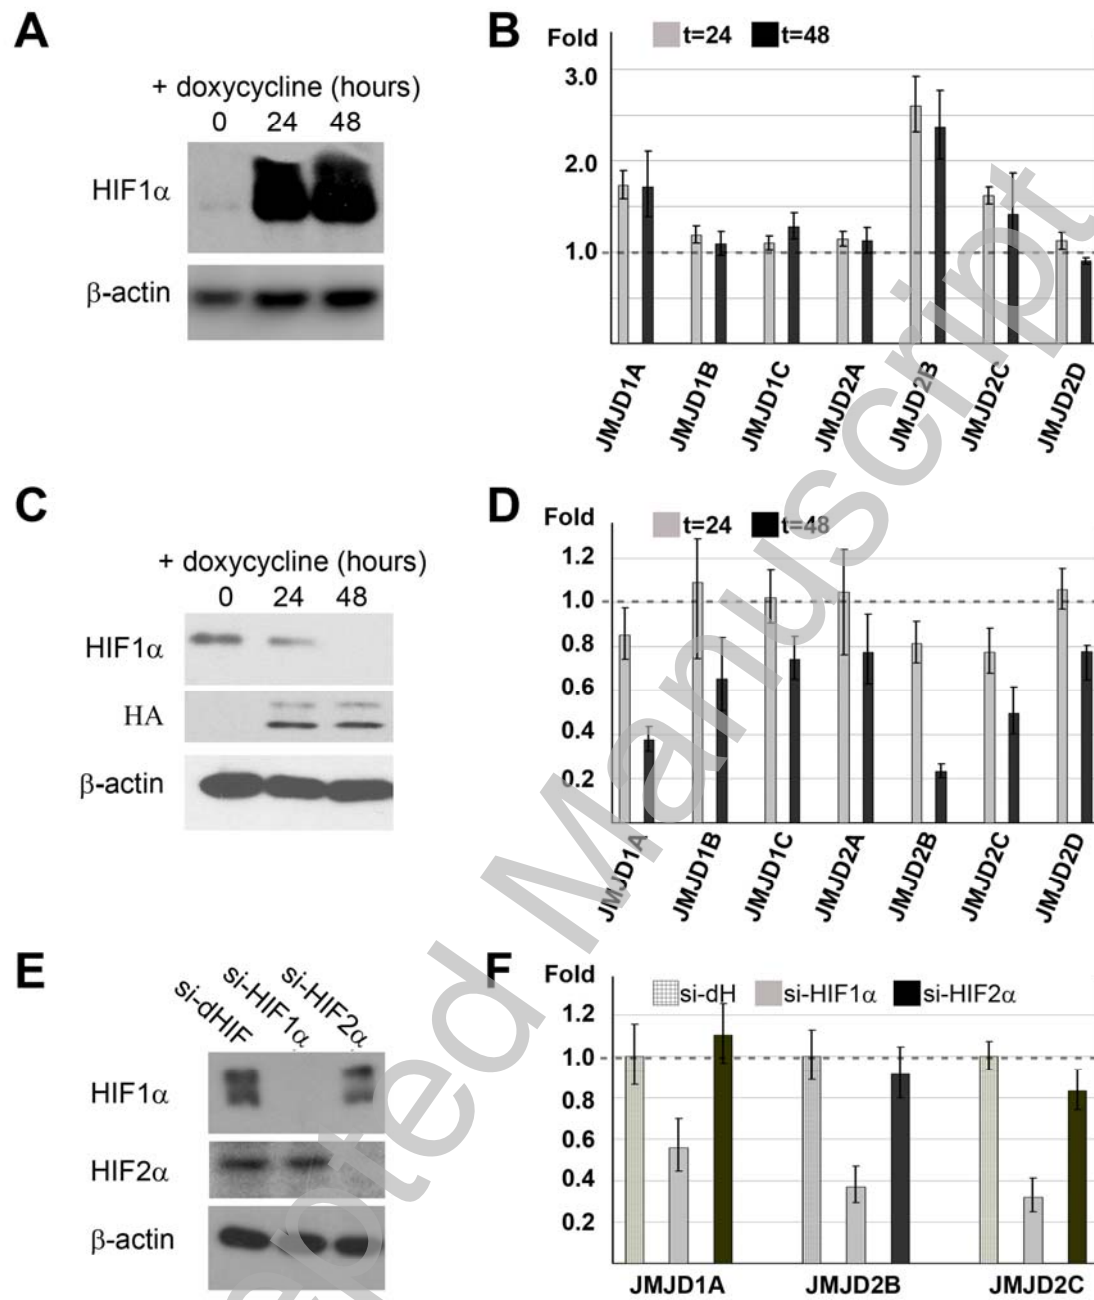 A
+ doxycycline (hours)
0 24 48
HIF1α
β-actin
B
Fold
t=24 t=48
3.0
2.0
1.0
JMJD1A JMJD1B JMJD1C JMJD2A JMJD2B JMJD2C JMJD2D
C
+ doxycycline (hours)
0 24 48
HIF1α
HA
β-actin
D
Fold
t=24 t=48
1.2
1.0
0.8
0.6
0.4
0.2
JMJD1A JMJD1B JMJD1C JMJD2A JMJD2B JMJD2C JMJD2D
E
si-dHIF si-HIF1α si-HIF2α
HIF1α
HIF2α
β-actin
F
Fold
si-dH si-HIF1α si-HIF2α
1.2
1.0
0.8
0.6
0.4
0.2
JMJD1A JMJD2B JMJD2C
pted Manuscript